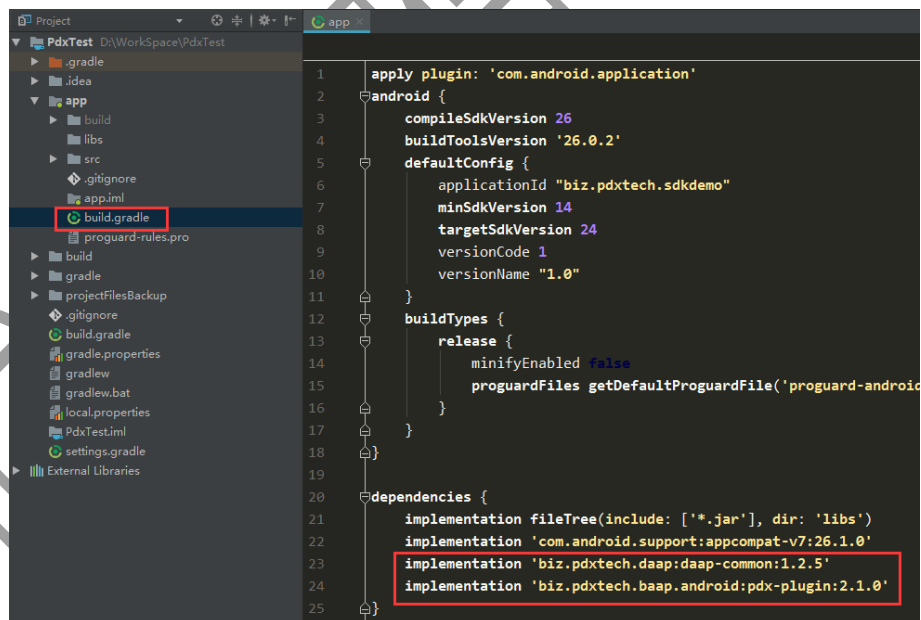 Project
app
PdxTest D:\WorkSpace\PdxTest
.gradle
.idea
app
build
libs
src
.gitignore
app.iml
build.gradle
proguard-rules.pro
build
gradle
projectFilesBackup
.gitignore
build.gradle
gradle.properties
gradlew
gradlew.bat
local.properties
PdxTest.iml
settings.gradle
External Libraries
1 apply plugin: 'com.android.application'
2 android {
3 compileSdkVersion 26
4 buildToolsVersion '26.0.2'
5 defaultConfig {
6 applicationId "biz.pdxtech.sdkdemo"
7 minSdkVersion 14
8 targetSdkVersion 24
9 versionCode 1
10 versionName "1.0"
11 }
12 buildTypes {
13 release {
14 minifyEnabled false
15 proguardFiles getDefaultProguardFile('proguard-android
16 }
17 }
18 }
19
20 dependencies {
21 implementation fileTree(include: ['*.jar'], dir: 'libs')
22 implementation 'com.android.support:appcompat-v7:26.1.0'
23 implementation 'biz.pdxtech.daap:daap-common:1.2.5'
24 implementation 'biz.pdxtech.baap.android:pdx-plugin:2.1.0'
25 }